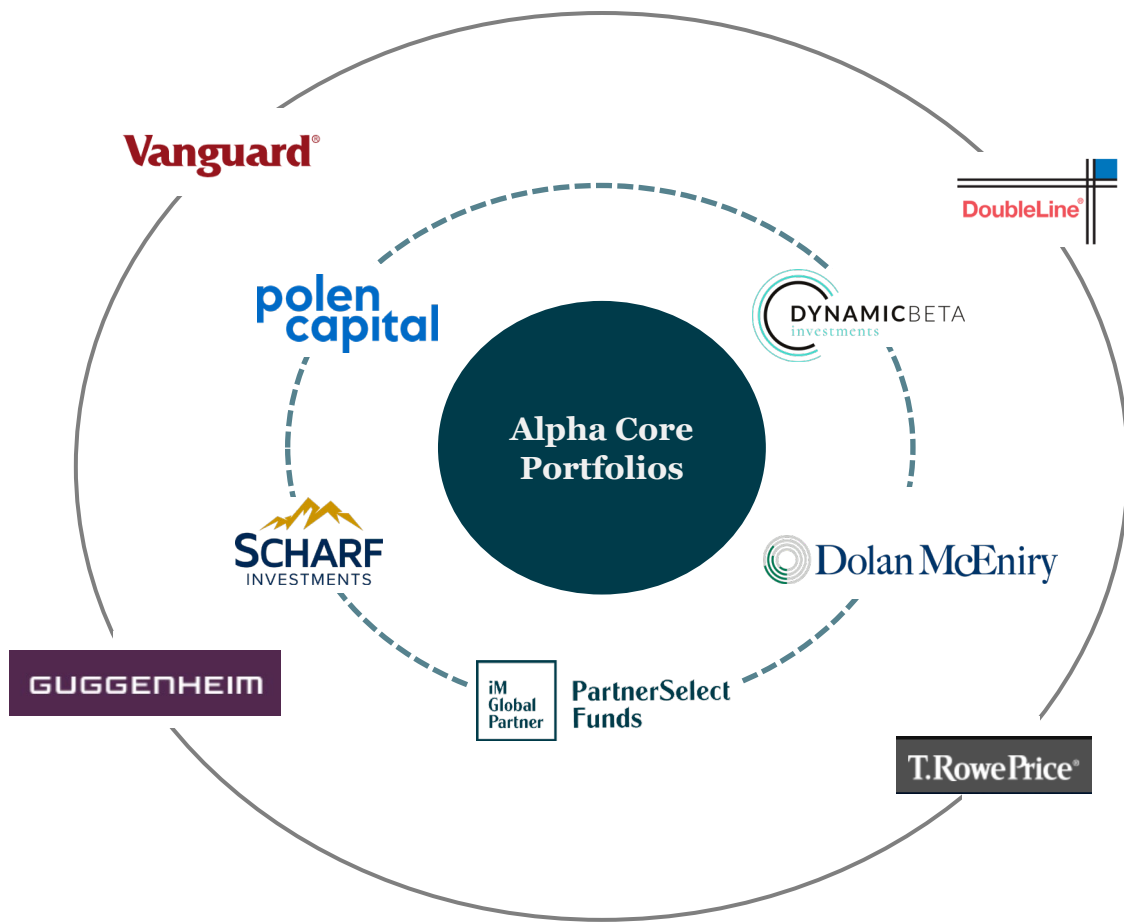 Vanguard®
DoubleLine®
polen
capital
DYNAMICBETA
investments
Alpha Core
Portfolios
SCHARF
INVESTMENTS
Dolan McEniry
GUGGENHEIM
iM
Global
Partner
PartnerSelect
Funds
T.RowePrice®